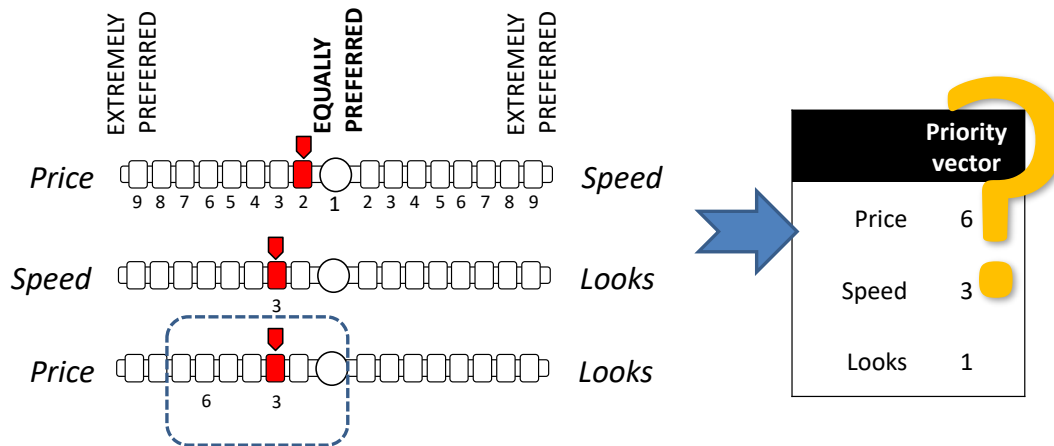 EXTREMELY
PREFERRED
EQUALLY
PREFERRED
EXTREMELY
PREFERRED
Price
Speed
9 8 7 6 5 4 3 2 1 2 3 4 5 6 7 8 9
Speed
Looks
3
Price
Looks
6 3
Priority
vector
Price 6
Speed 3
Looks 1
?